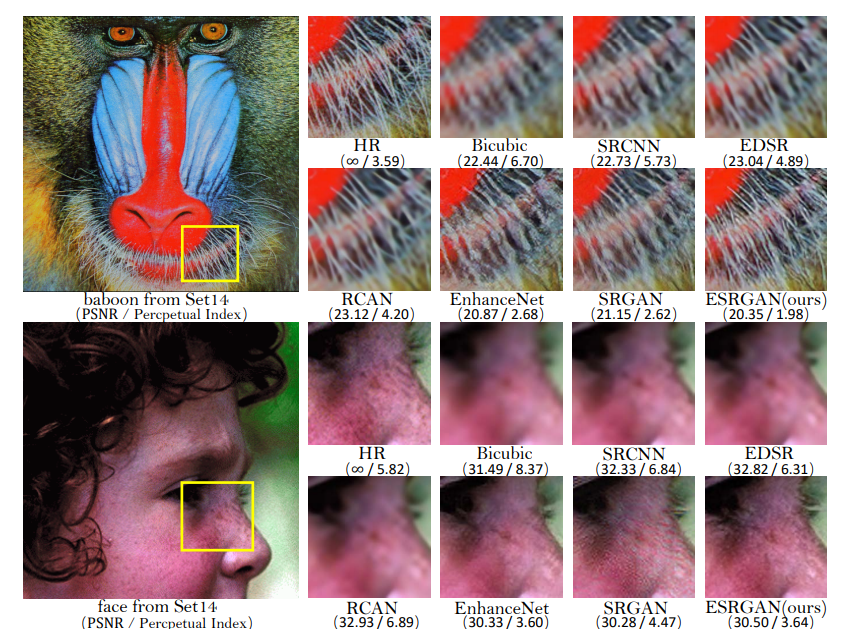 HR
(∞ / 3.59)
Bicubic
(22.44 / 6.70)
SRCNN
(22.73 / 5.73)
EDSR
(23.04 / 4.89)
baboon from Set14
(PSNR / Percpetual Index)
RCAN
(23.12 / 4.20)
EnhanceNet
(20.87 / 2.68)
SRGAN
(21.15 / 2.62)
ESRGAN(ours)
(20.35 / 1.98)
HR
(∞ / 5.82)
Bicubic
(31.49 / 8.37)
SRCNN
(32.33 / 6.84)
EDSR
(32.82 / 6.31)
face from Set14
(PSNR / Percpetual Index)
RCAN
(32.93 / 6.89)
EnhanceNet
(30.33 / 3.60)
SRGAN
(30.28 / 4.47)
ESRGAN(ours)
(30.50 / 3.64)